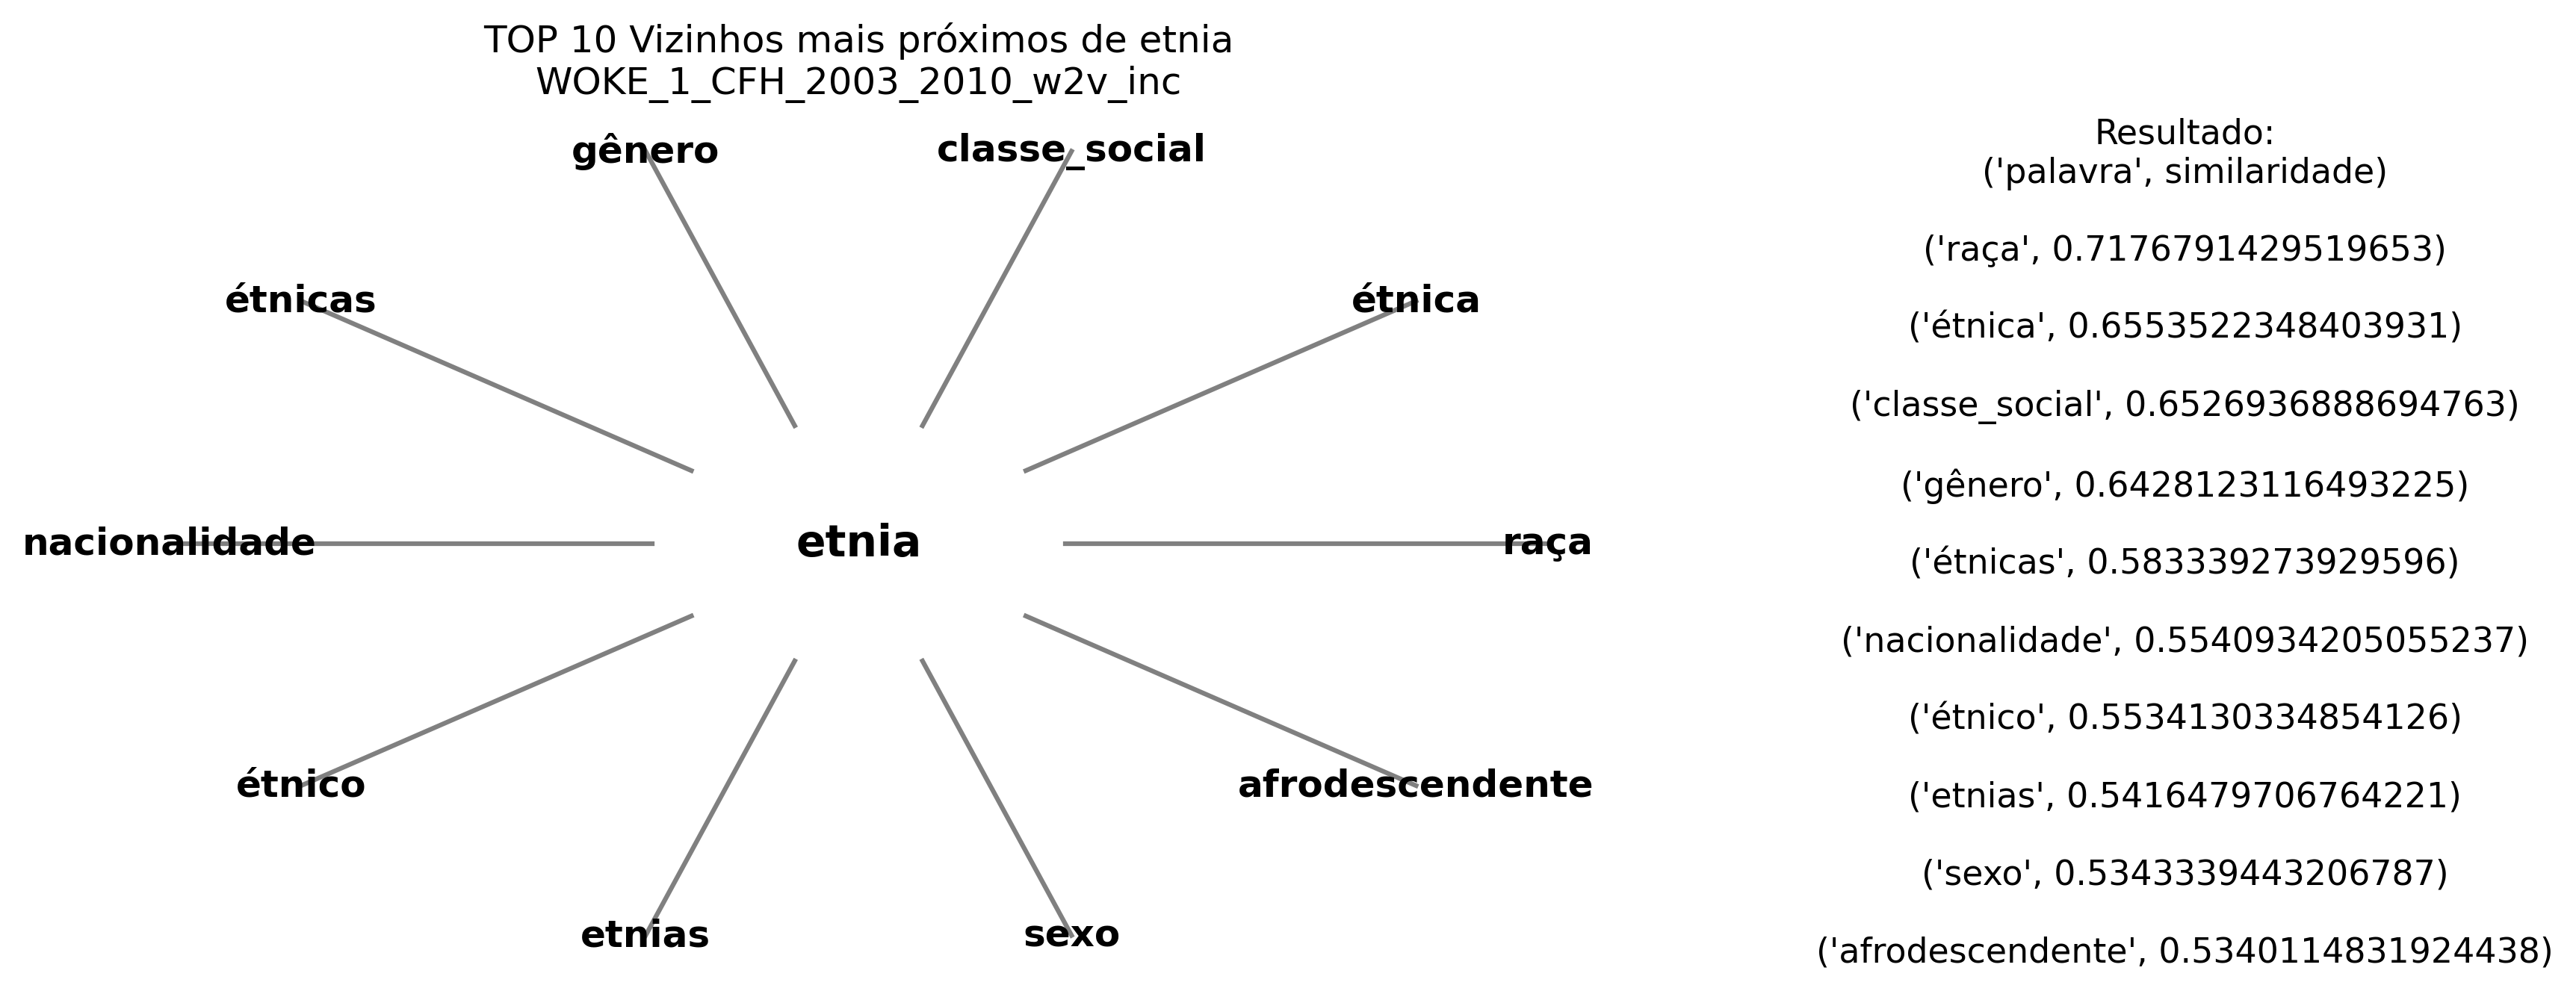 TOP 10 Vizinhos mais próximos de etnia
WOKE_1_CFH_2003_2010_w2v_inc
gênero
classe_social
étnicas
étnica
nacionalidade
etnia
raça
étnico
afrodescendente
etnias
sexo
Resultado:
('palavra', similaridade)
('raça', 0.7176791429519653)
('étnica', 0.6553522348403931)
('classe_social', 0.6526936888694763)
('gênero', 0.6428123116493225)
('étnicas', 0.583339273929596)
('nacionalidade', 0.5540934205055237)
('étnico', 0.5534130334854126)
('etnias', 0.5416479706764221)
('sexo', 0.5343339443206787)
('afrodescendente', 0.5340114831924438)